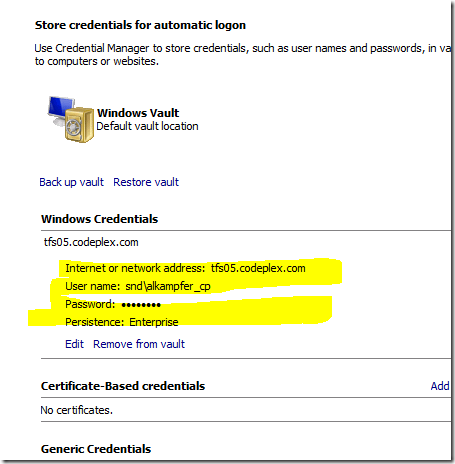 Store credentials for automatic logon
Use Credential Manager to store credentials, such as user names and passwords, in va
to computers or websites.
Windows Vault
Default vault location
Back up vault Restore vault
Windows Credentials
tfs05.codeplex.com
Internet or network address: tfs05.codeplex.com
User name: snd\alkampfer_cp
Password: ●●●●●●●●
Persistence: Enterprise
Edit Remove from vault
Certificate-Based credentials Add
No certificates.
Generic Credentials